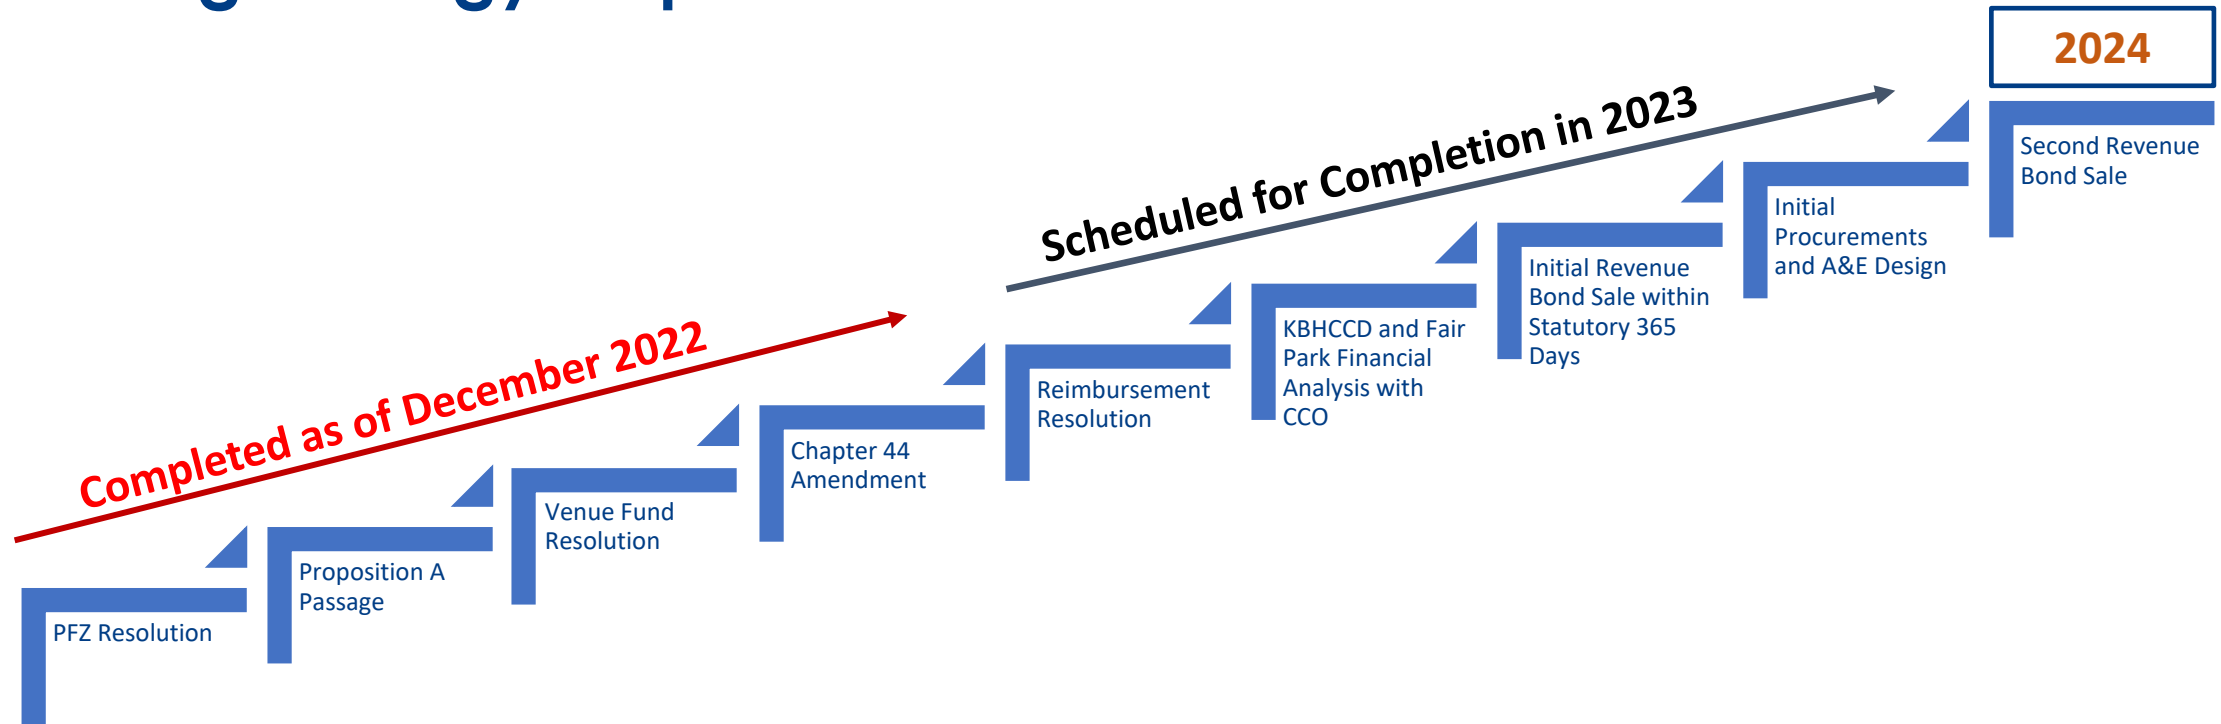 2024
Scheduled for Completion in 2023
Completed as of December 2022
PFZ Resolution
Proposition A
Passage
Venue Fund
Resolution
Chapter 44
Amendment
Reimbursement
Resolution
KBHCCD and Fair
Park Financial
Analysis with
CCO
Initial Revenue
Bond Sale within
Statutory 365
Days
Initial
Procurements
and A&E Design
Second Revenue
Bond Sale